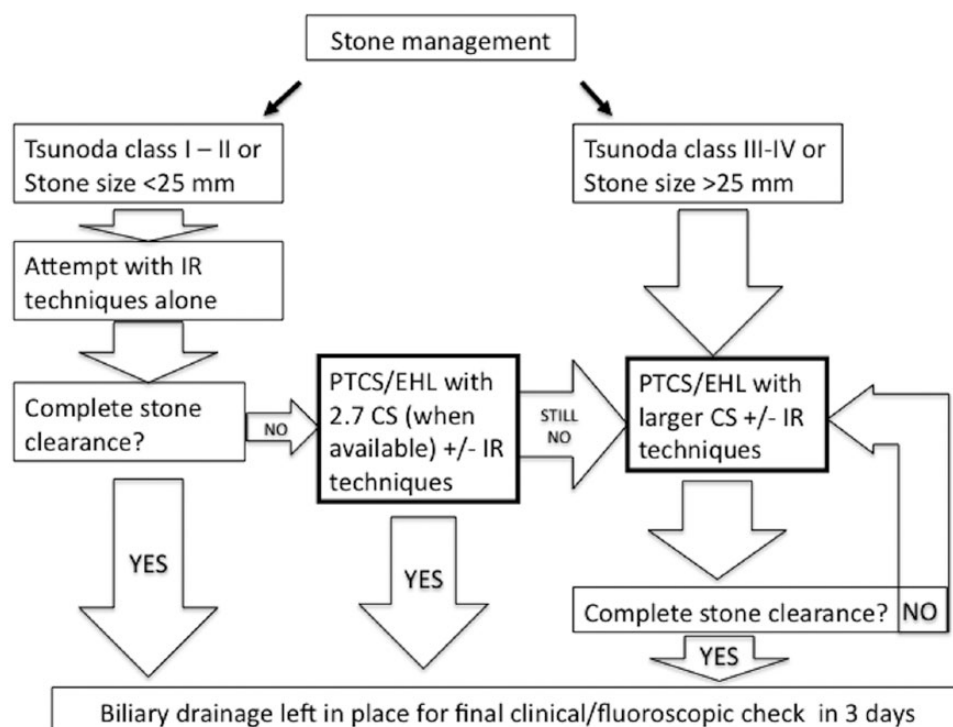 Stone management
Tsunoda class I – II or
Stone size <25 mm
Tsunoda class III-IV or
Stone size >25 mm
Attempt with IR
techniques alone
Complete stone
clearance?
NO
PTCS/EHL with
2.7 CS (when
available) +/- IR
techniques
STILL
NO
PTCS/EHL with
larger CS +/- IR
techniques
YES
YES
Complete stone clearance?
NO
YES
Biliary drainage left in place for final clinical/fluoroscopic check in 3 days